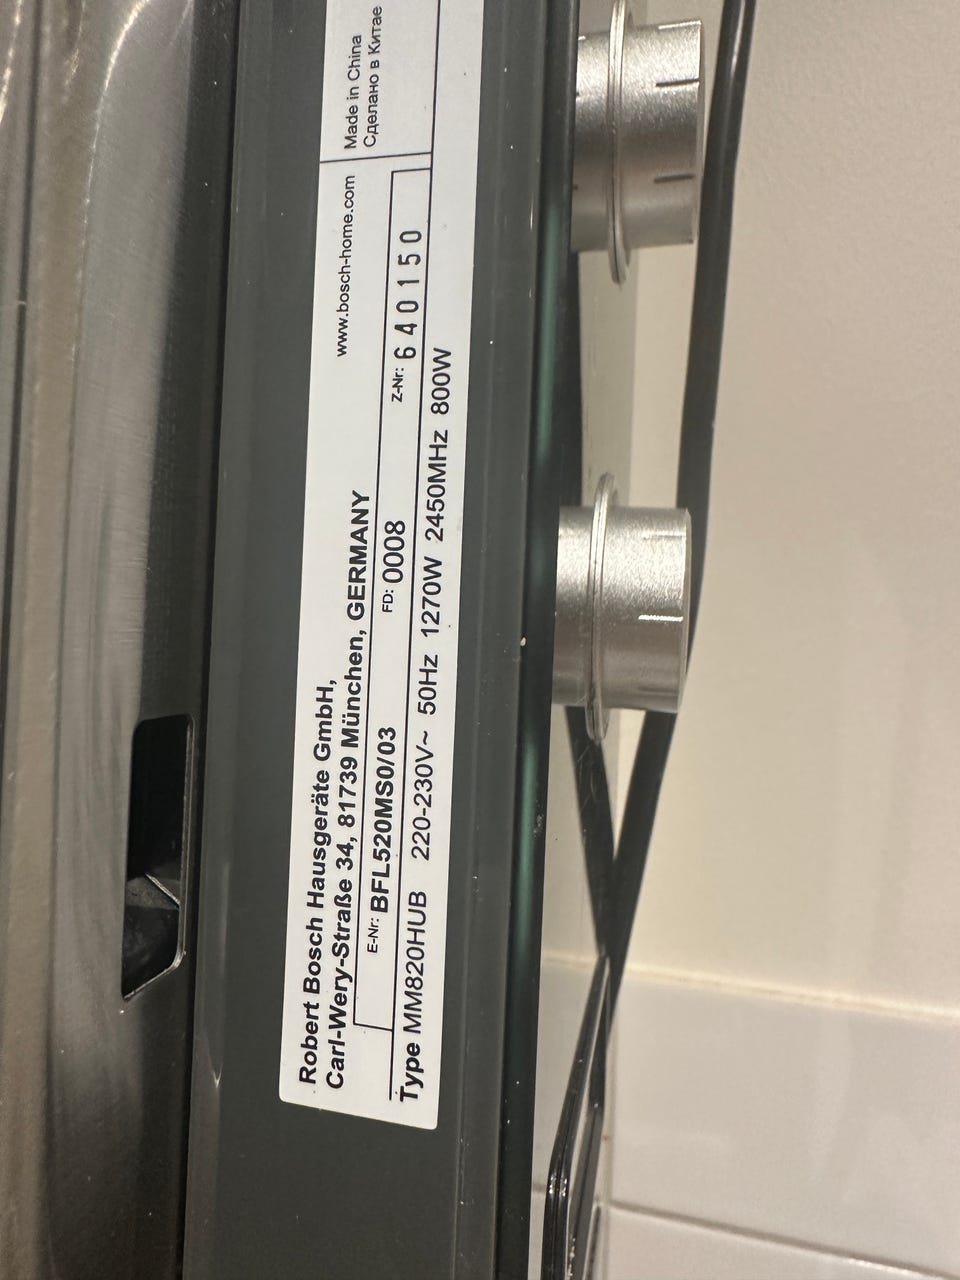 Robert Bosch Hausgeräte GmbH,
Carl-Wery-Straße 34, 81739 München, GERMANY
www.bosch-home.com
Made in China
Сделано в Китае
E-Nr: BFL520MS0/03 FD: 0008 Z-Nr: 640150
Type MM820HUB 220-230V~ 50Hz 1270W 2450MHz 800W